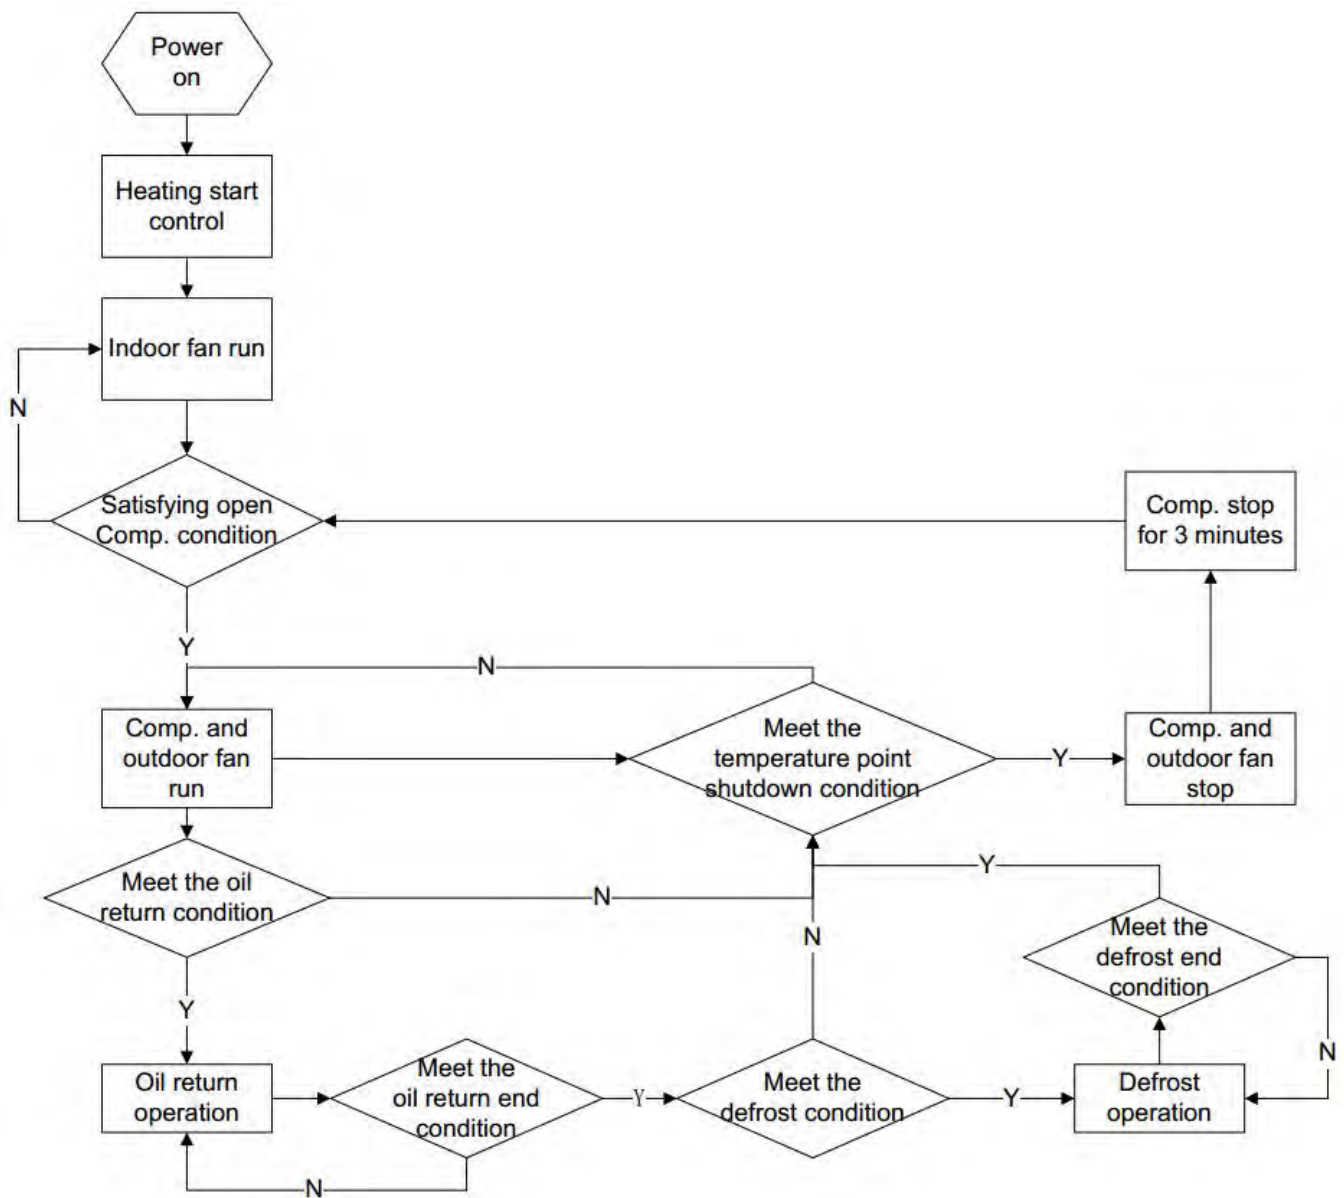 Power
on
Heating start
control
Indoor fan run
N
Satisfying open
Comp. condition
Comp. stop
for 3 minutes
Y
N
Comp. and
outdoor fan
run
Meet the
temperature point
shutdown condition
Y
Comp. and
outdoor fan
stop
Meet the oil
return condition
N
Y
N
Meet the
defrost end
condition
Y
N
Oil return
operation
Meet the
oil return end
condition
Y
Meet the
defrost condition
Y
Defrost
operation
N